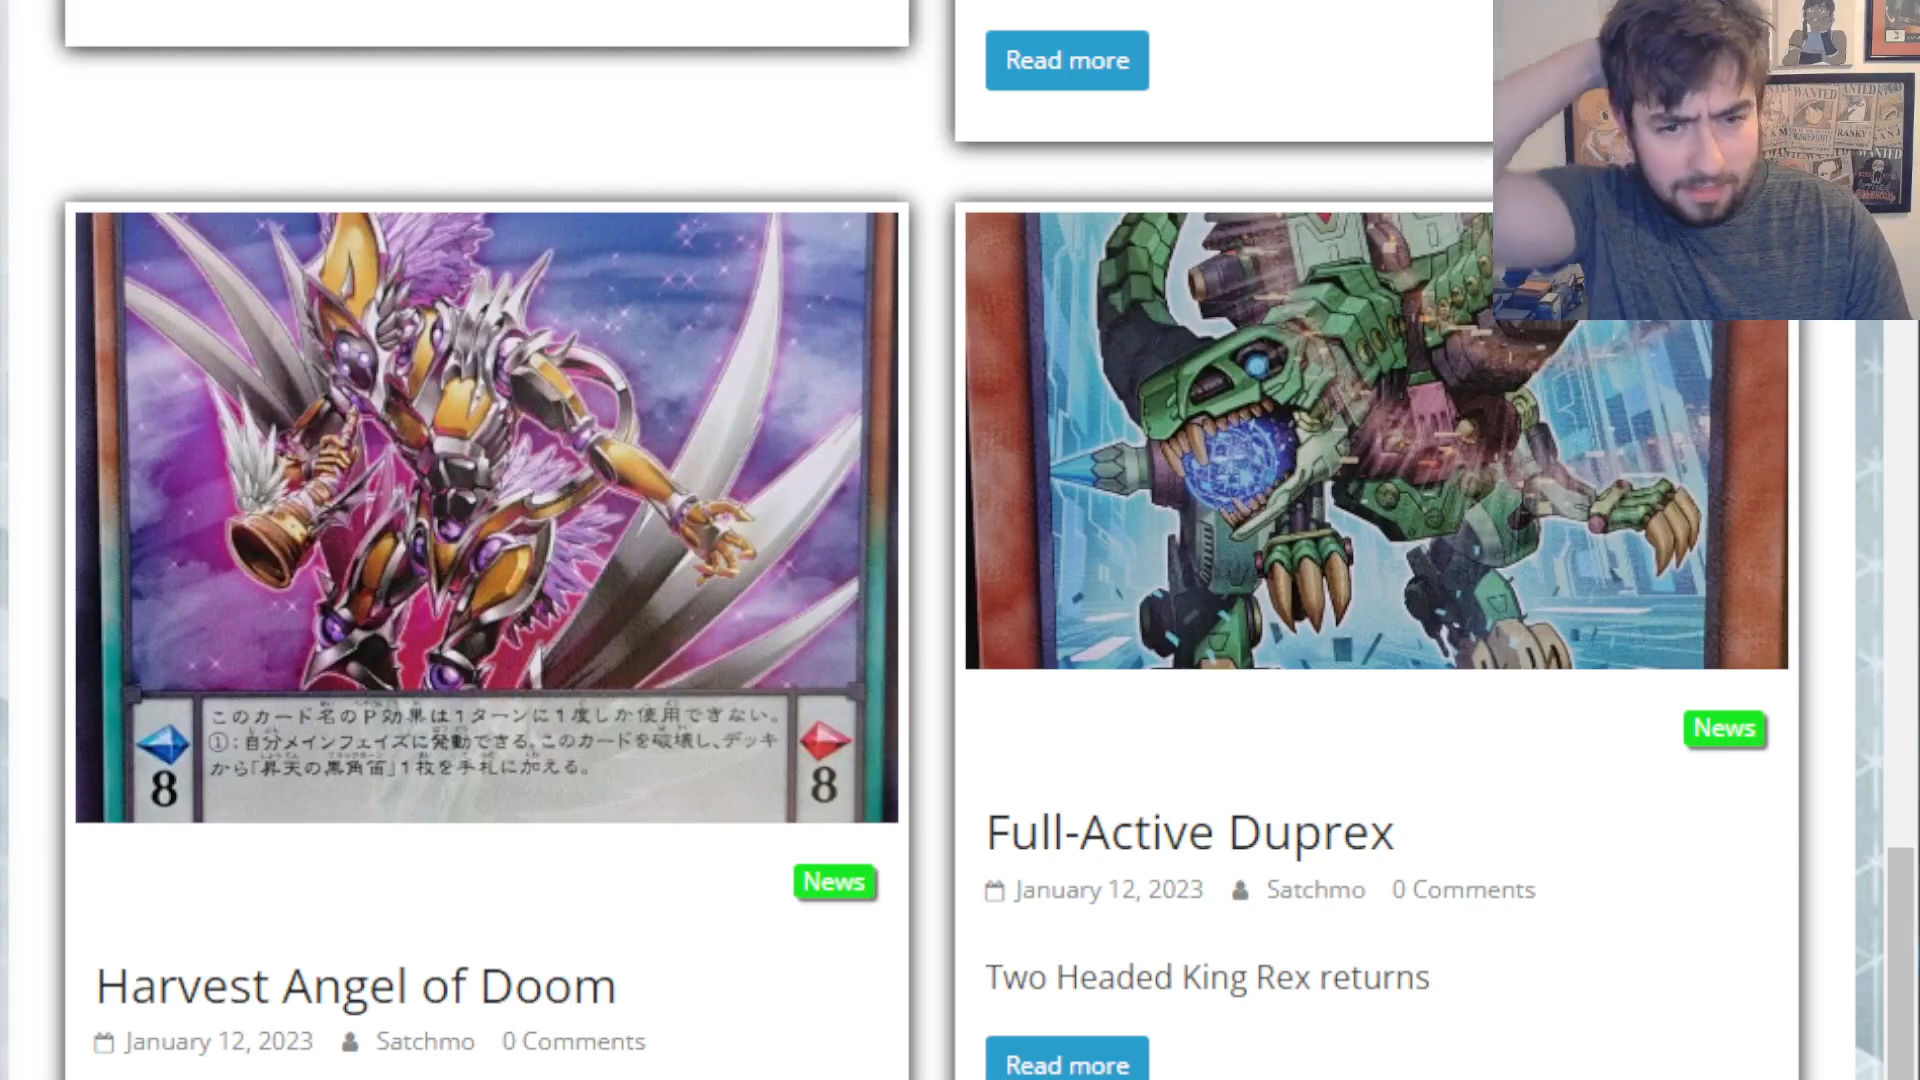 Read more
WANTED
WANTED
WANTED
このカード名のP効果は1ターンに1度しか使用できない。
①：自分メインフェイズに発動できる。このカードを破壊し、デッキ
から「昇天の黒角笛」1枚を手札に加える。
8
8
News
Harvest Angel of Doom
January 12, 2023 Satchmo 0 Comments
News
Full-Active Duprex
January 12, 2023 Satchmo 0 Comments
Two Headed King Rex returns
Read more